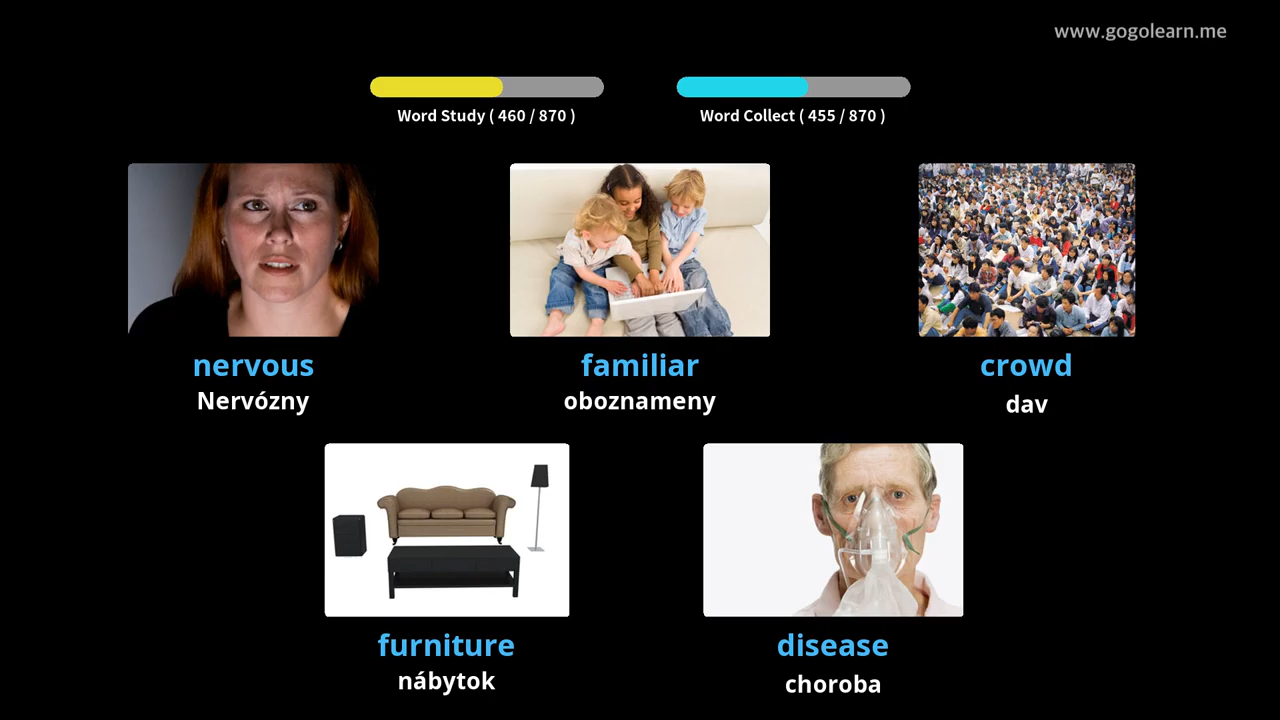 www.gogolearn.me
Word Study ( 460 / 870 )
Word Collect ( 455 / 870 )
nervous
Nervózny
familiar
oboznameny
crowd
dav
furniture
nábytok
disease
choroba